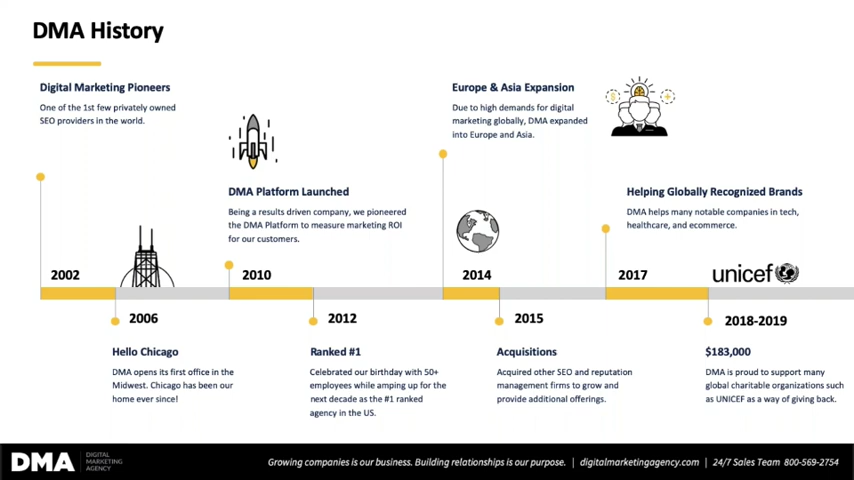 DMA History
Digital Marketing Pioneers
One of the 1st few privately owned
SEO providers in the world.
Europe & Asia Expansion
Due to high demands for digital
marketing globally, DMA expanded
into Europe and Asia.
DMA Platform Launched
Being a results driven company, we pioneered
the DMA Platform to measure marketing ROI
for our customers.
Helping Globally Recognized Brands
DMA helps many notable companies in tech,
healthcare, and ecommerce.
2002
2010
2014
2017
unicef
2006
2012
2015
2018-2019
Hello Chicago
DMA opens its first office in the
Midwest. Chicago has been our
home ever since!
Ranked #1
Celebrated our birthday with 50+
employees while amping up for the
next decade as the #1 ranked
agency in the US.
Acquisitions
Acquired other SEO and reputation
management firms to grow and
provide additional offerings.
$183,000
DMA is proud to support many
global charitable organizations such
as UNICEF as a way of giving back.
DMA
DIGITAL
MARKETING
AGENCY
Growing companies is our business. Building relationships is our purpose. | digitalmarketingagency.com | 24/7 Sales Team 800-569-2754